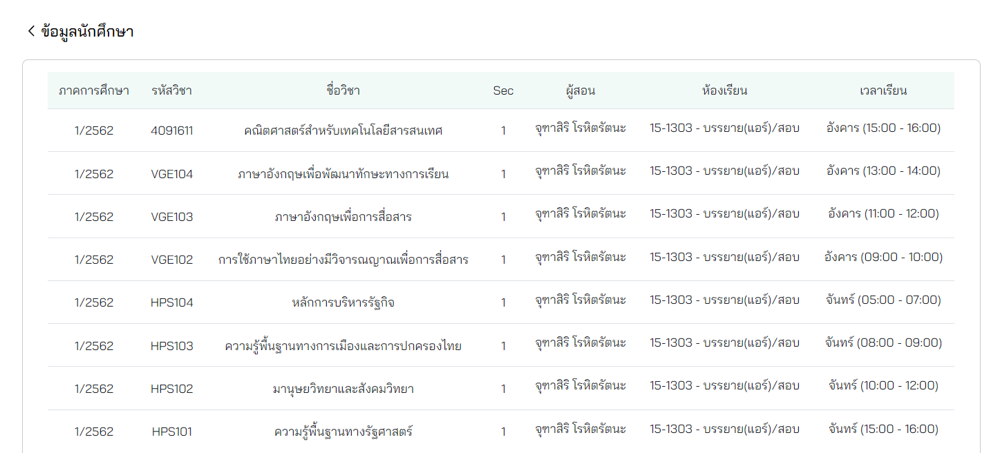 ข้อมูลนักศึกษา
ภาคการศึกษา รหัสวิชา ชื่อวิชา Sec ผู้สอน ห้องเรียน เวลาเรียน
1/2562 4091611 คณิตศาสตร์สำหรับเทคโนโลยีสารสนเทศ 1 จุฑาสิริ โรหิตรัตนะ 15-1303 - บรรยาย(แอร์)/สอบ อังคาร (15:00 - 16:00)
1/2562 VGE104 ภาษาอังกฤษเพื่อพัฒนาทักษะทางการเรียน 1 จุฑาสิริ โรหิตรัตนะ 15-1303 - บรรยาย(แอร์)/สอบ อังคาร (13:00 - 14:00)
1/2562 VGE103 ภาษาอังกฤษเพื่อการสื่อสาร 1 จุฑาสิริ โรหิตรัตนะ 15-1303 - บรรยาย(แอร์)/สอบ อังคาร (11:00 - 12:00)
1/2562 VGE102 การใช้ภาษาไทยอย่างมีวิจารณญาณเพื่อการสื่อสาร 1 จุฑาสิริ โรหิตรัตนะ 15-1303 - บรรยาย(แอร์)/สอบ อังคาร (09:00 - 10:00)
1/2562 HPS104 หลักการบริหารรัฐกิจ 1 จุฑาสิริ โรหิตรัตนะ 15-1303 - บรรยาย(แอร์)/สอบ จันทร์ (05:00 - 07:00)
1/2562 HPS103 ความรู้พื้นฐานทางการเมืองและการปกครองไทย 1 จุฑาสิริ โรหิตรัตนะ 15-1303 - บรรยาย(แอร์)/สอบ จันทร์ (08:00 - 09:00)
1/2562 HPS102 มานุษยวิทยาและสังคมวิทยา 1 จุฑาสิริ โรหิตรัตนะ 15-1303 - บรรยาย(แอร์)/สอบ จันทร์ (10:00 - 12:00)
1/2562 HPS101 ความรู้พื้นฐานทางรัฐศาสตร์ 1 จุฑาสิริ โรหิตรัตนะ 15-1303 - บรรยาย(แอร์)/สอบ จันทร์ (15:00 - 16:00)